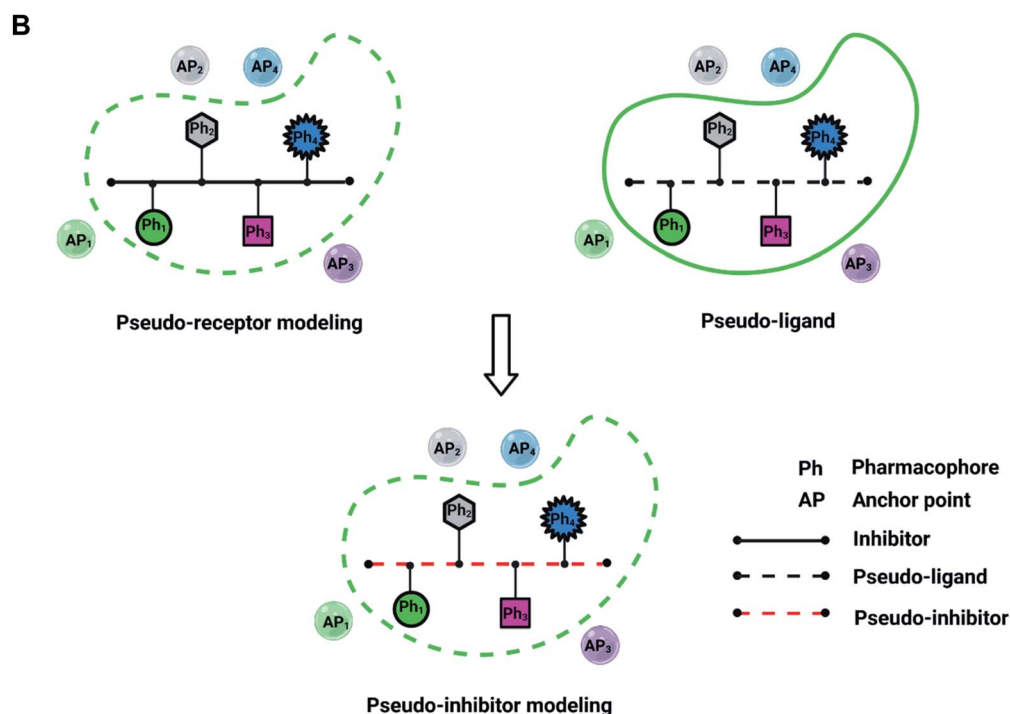 B
AP₂ AP₄
Ph₂ Ph₄
Ph₁ Ph₃
AP₁ AP₃
Pseudo-receptor modeling
AP₂ AP₄
Ph₂ Ph₄
Ph₁ Ph₃
AP₁ AP₃
Pseudo-ligand
AP₂ AP₄
Ph₂ Ph₄
Ph₁ Ph₃
AP₁ AP₃
Pseudo-inhibitor modeling
Ph Pharmacophore
AP Anchor point
Inhibitor
Pseudo-ligand
Pseudo-inhibitor